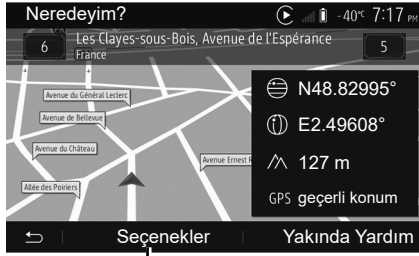 Neredeyim? -40°C 7:17 PM
6 Les Clayes-sous-Bois, Avenue de l'Espérance 5
France
Avenue du Général Leclerc
Avenue de Bellevue
Avenue du Château
Avenue Ernest
Allée des Poiriers
N48.82995°
E2.49608°
127 m
GPS geçerli konum
Seçenekler Yakında Yardım